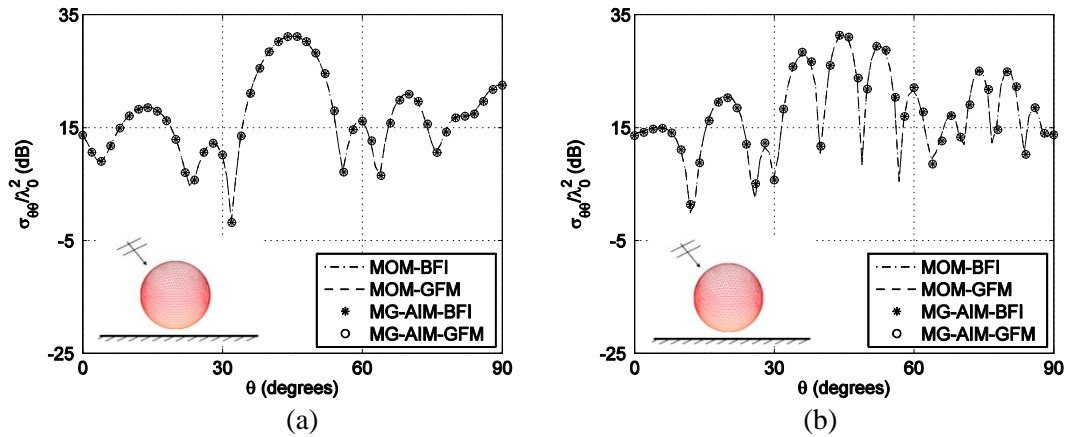 35
15
-5
-25
σθθ/λ₀² (dB)
0
30
60
90
θ (degrees)
MOM-BFI
MOM-GFM
MG-AIM-BFI
MG-AIM-GFM
(a)
35
15
-5
-25
σθθ/λ₀² (dB)
0
30
60
90
θ (degrees)
MOM-BFI
MOM-GFM
MG-AIM-BFI
MG-AIM-GFM
(b)